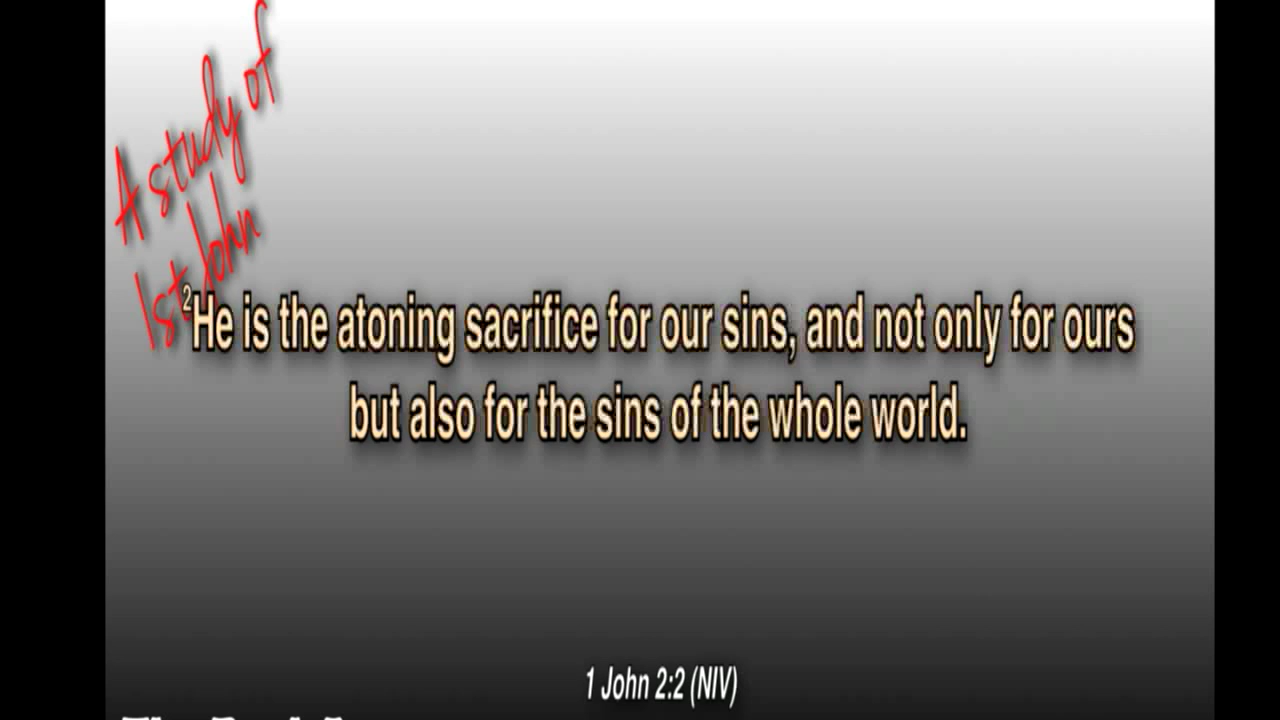 A study of
1st John
²He is the atoning sacrifice for our sins, and not only for ours
but also for the sins of the whole world.
1 John 2:2 (NIV)